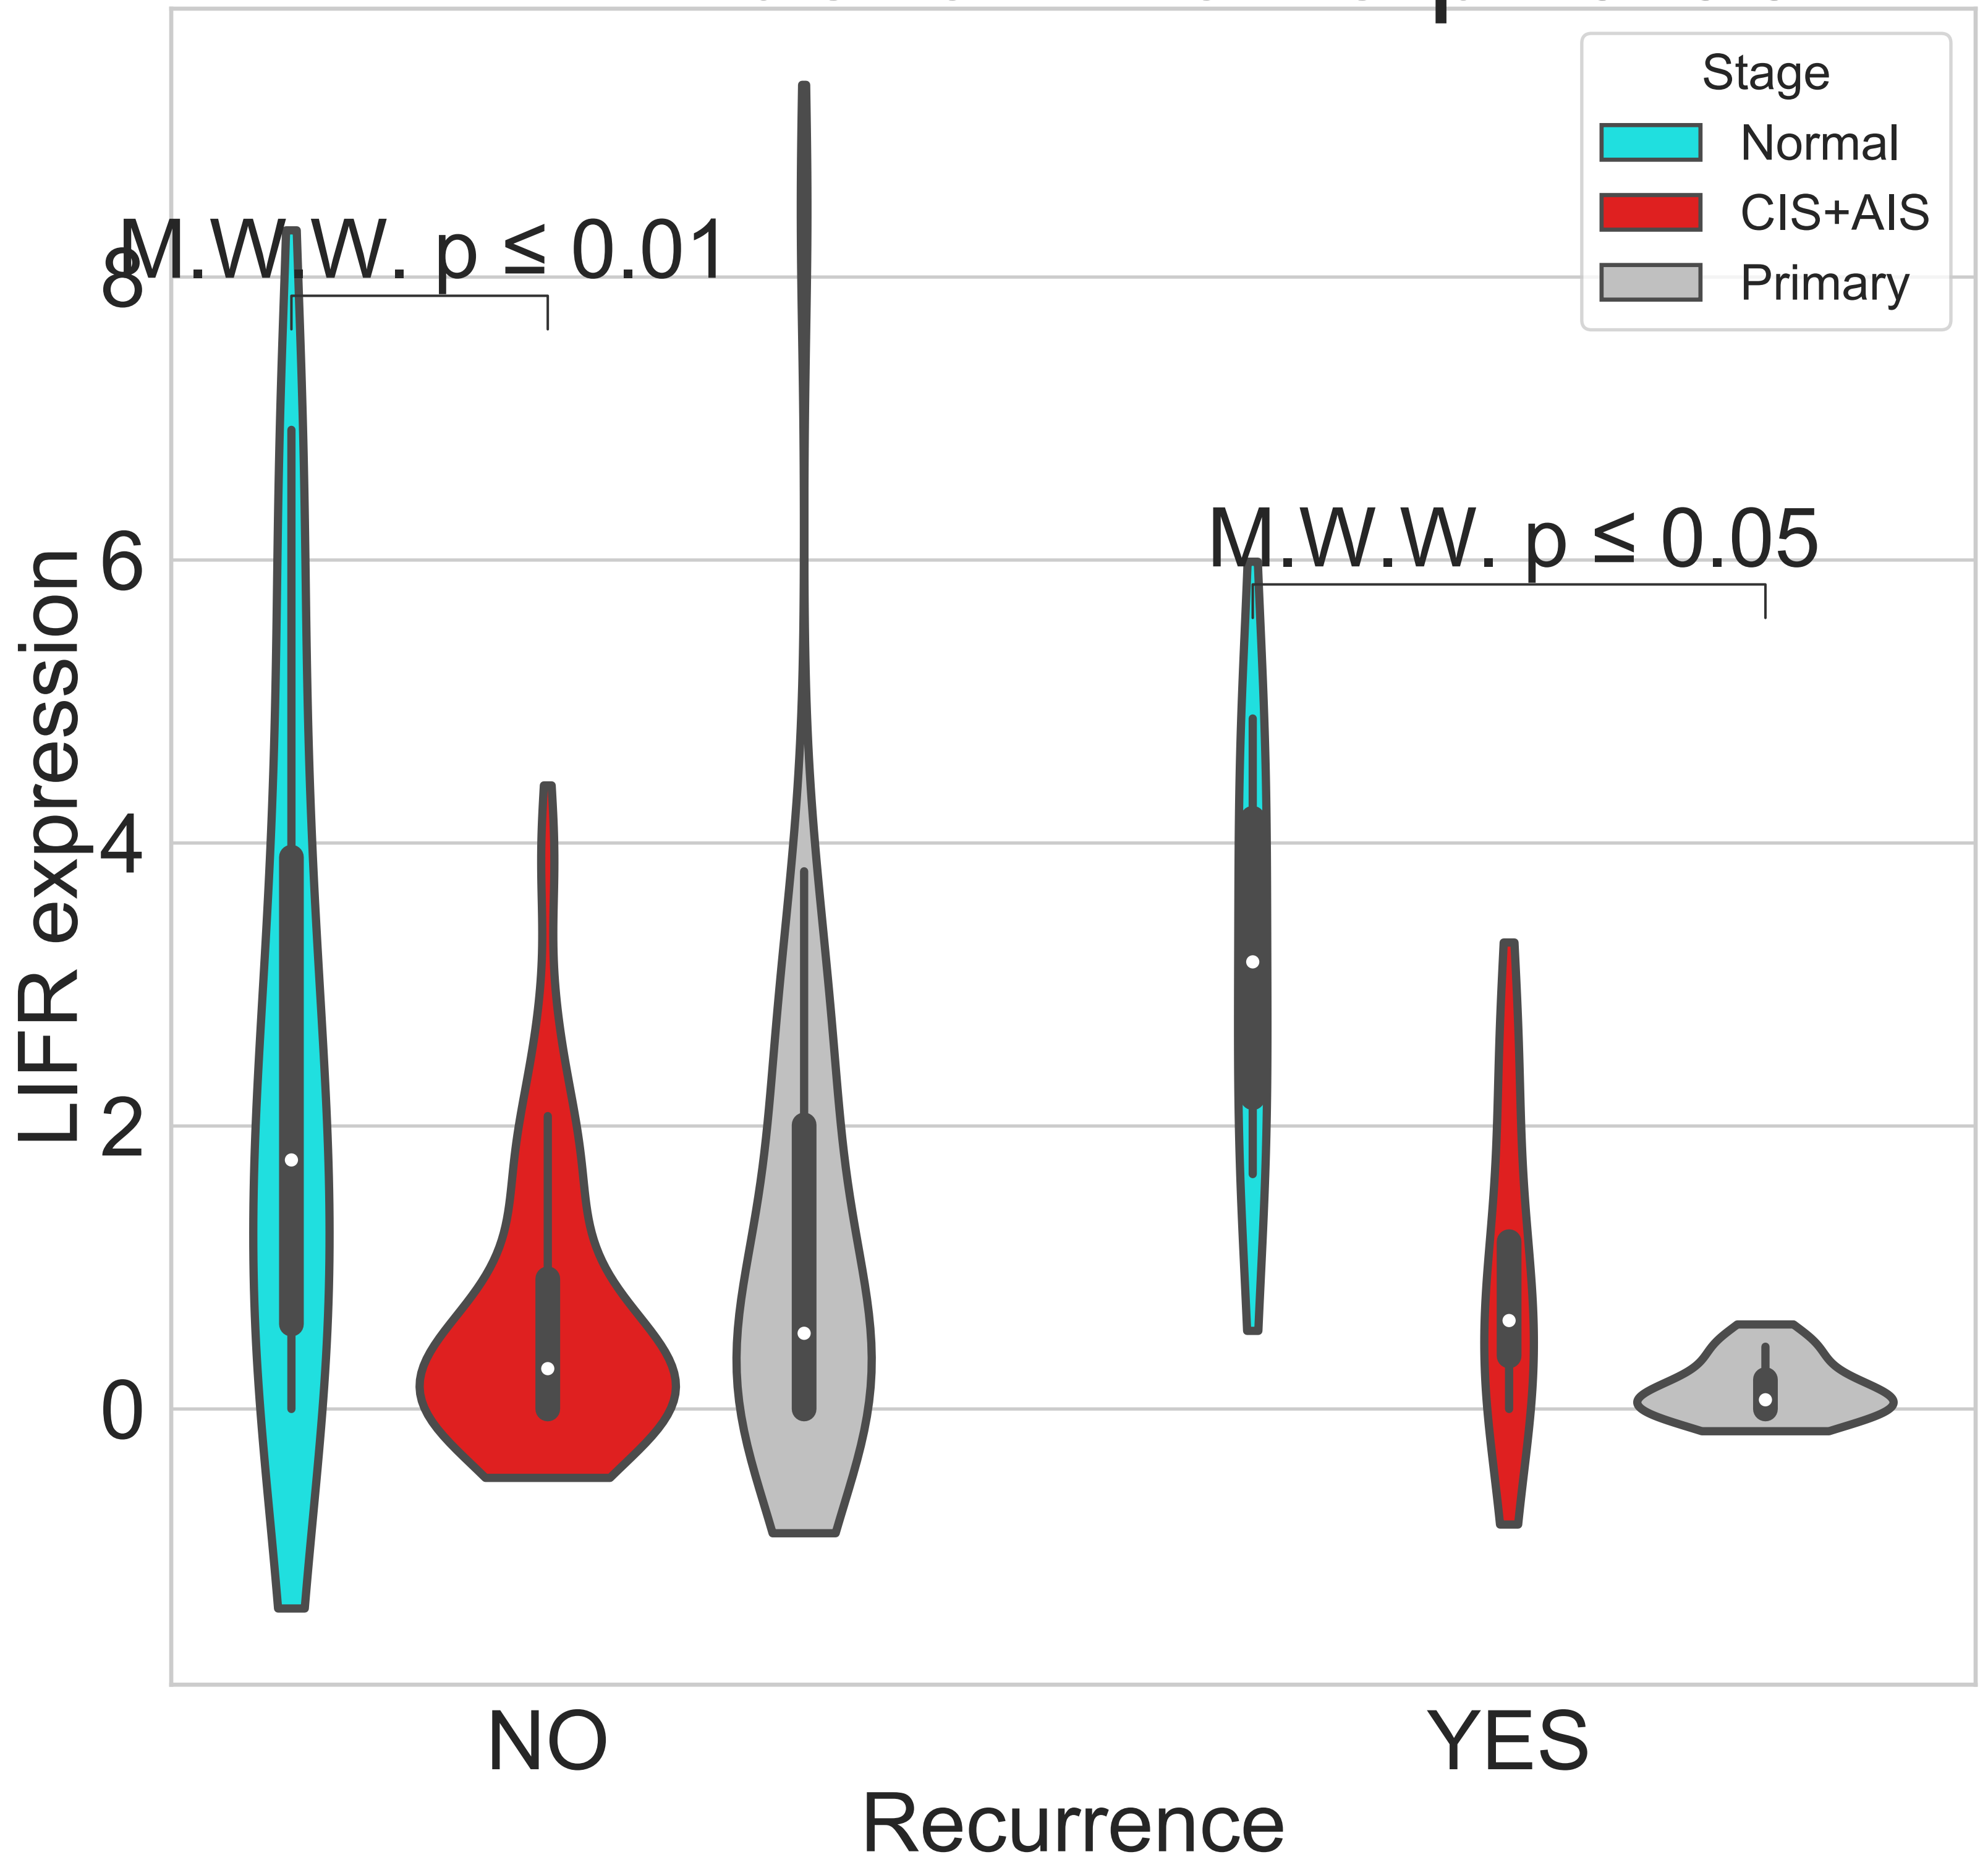 Stage
Normal
CIS+AIS
Primary
M.W.W. p ≤ 0.01
M.W.W. p ≤ 0.05
8
6
4
2
0
LIFR expression
NO
YES
Recurrence